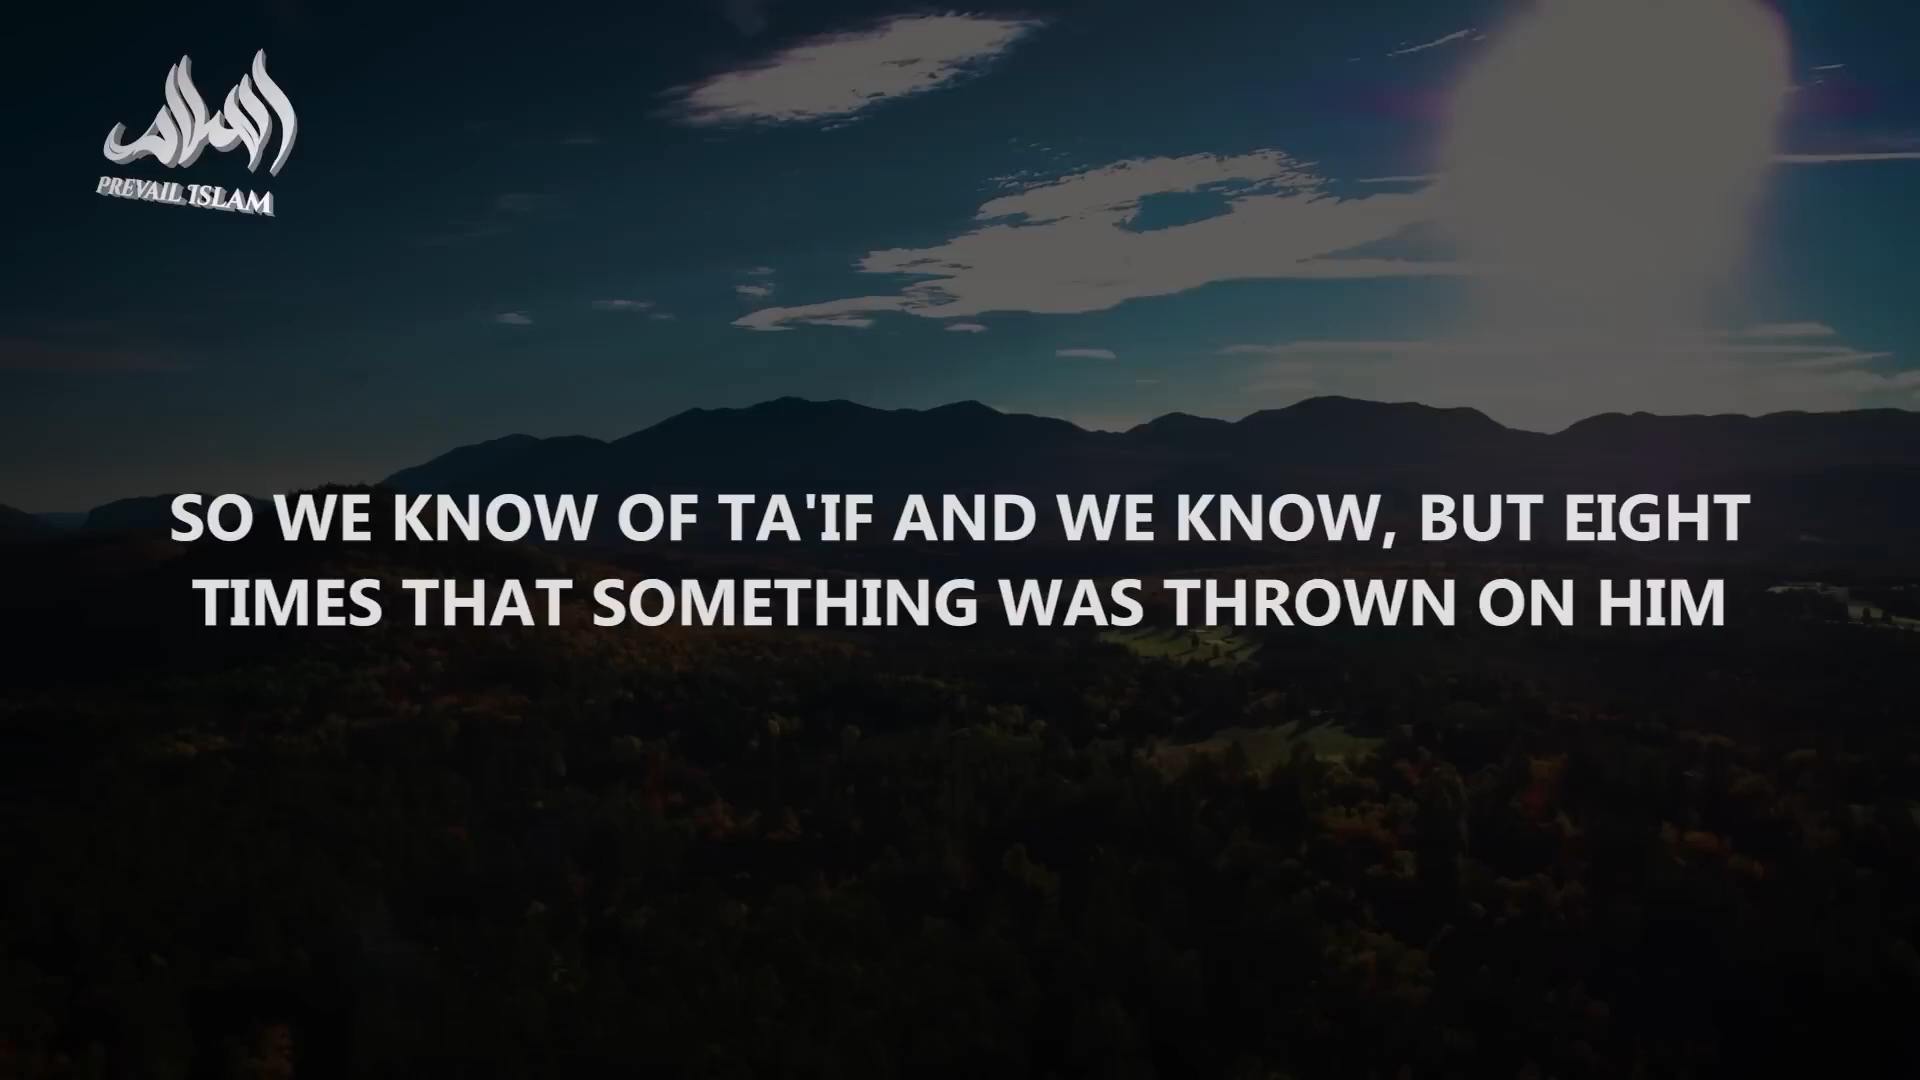 PREVAIL ISLAM
SO WE KNOW OF TA'IF AND WE KNOW, BUT EIGHT
TIMES THAT SOMETHING WAS THROWN ON HIM